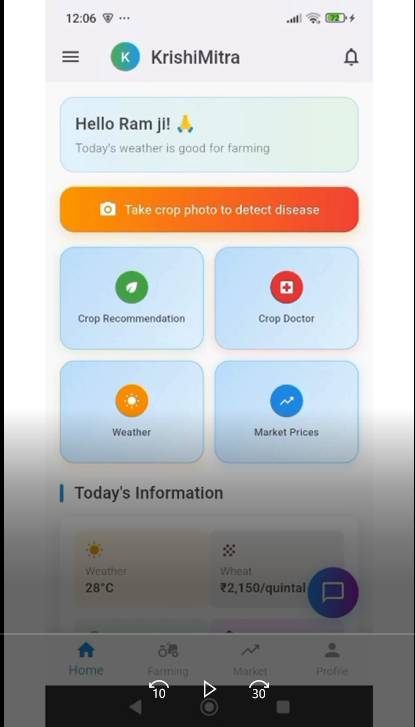 12:06
72
K KrishiMitra
Hello Ram ji! 🙏
Today's weather is good for farming
Take crop photo to detect disease
Crop Recommendation
Crop Doctor
Weather
Market Prices
Today's Information
Weather
28°C
Wheat
₹2,150/quintal
Home
Farming
Market
Profile
10
30